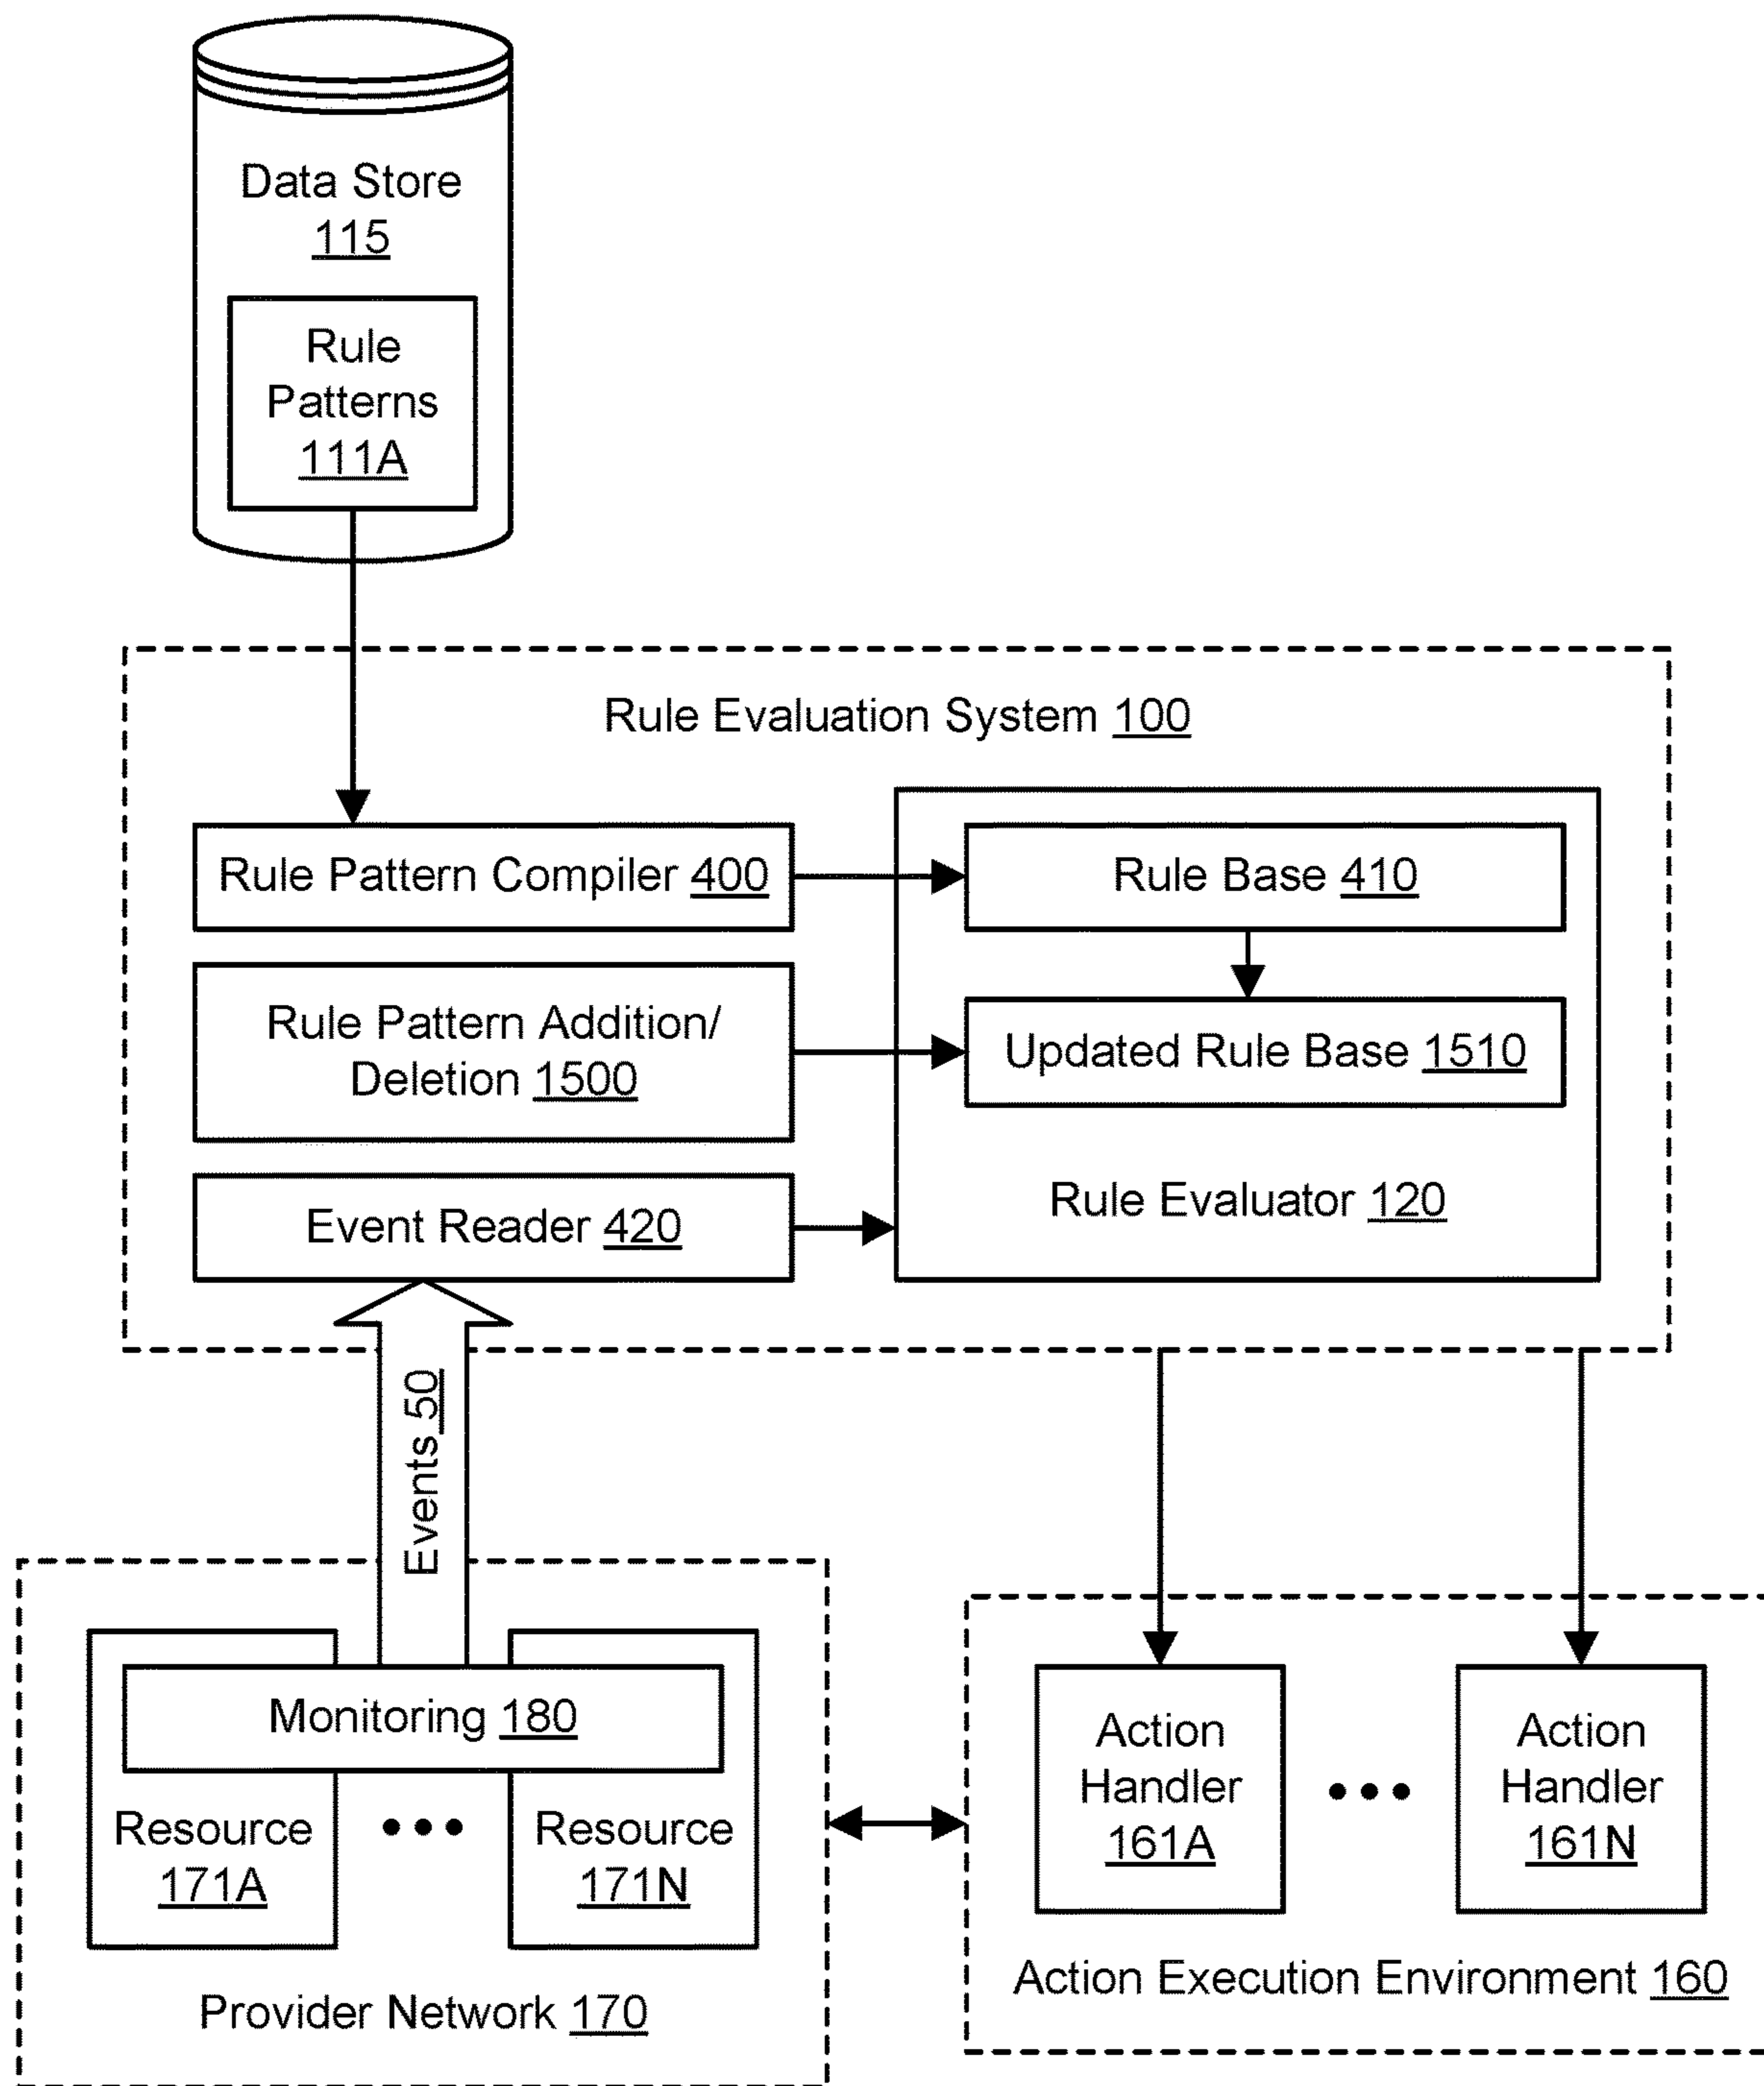 Data Store
115
Rule
Patterns
111A
Rule Evaluation System 100
Rule Pattern Compiler 400
Rule Base 410
Rule Pattern Addition/
Deletion 1500
Updated Rule Base 1510
Event Reader 420
Rule Evaluator 120
Events 50
Monitoring 180
Resource
171A
•••
Resource
171N
Provider Network 170
Action
Handler
161A
•••
Action
Handler
161N
Action Execution Environment 160